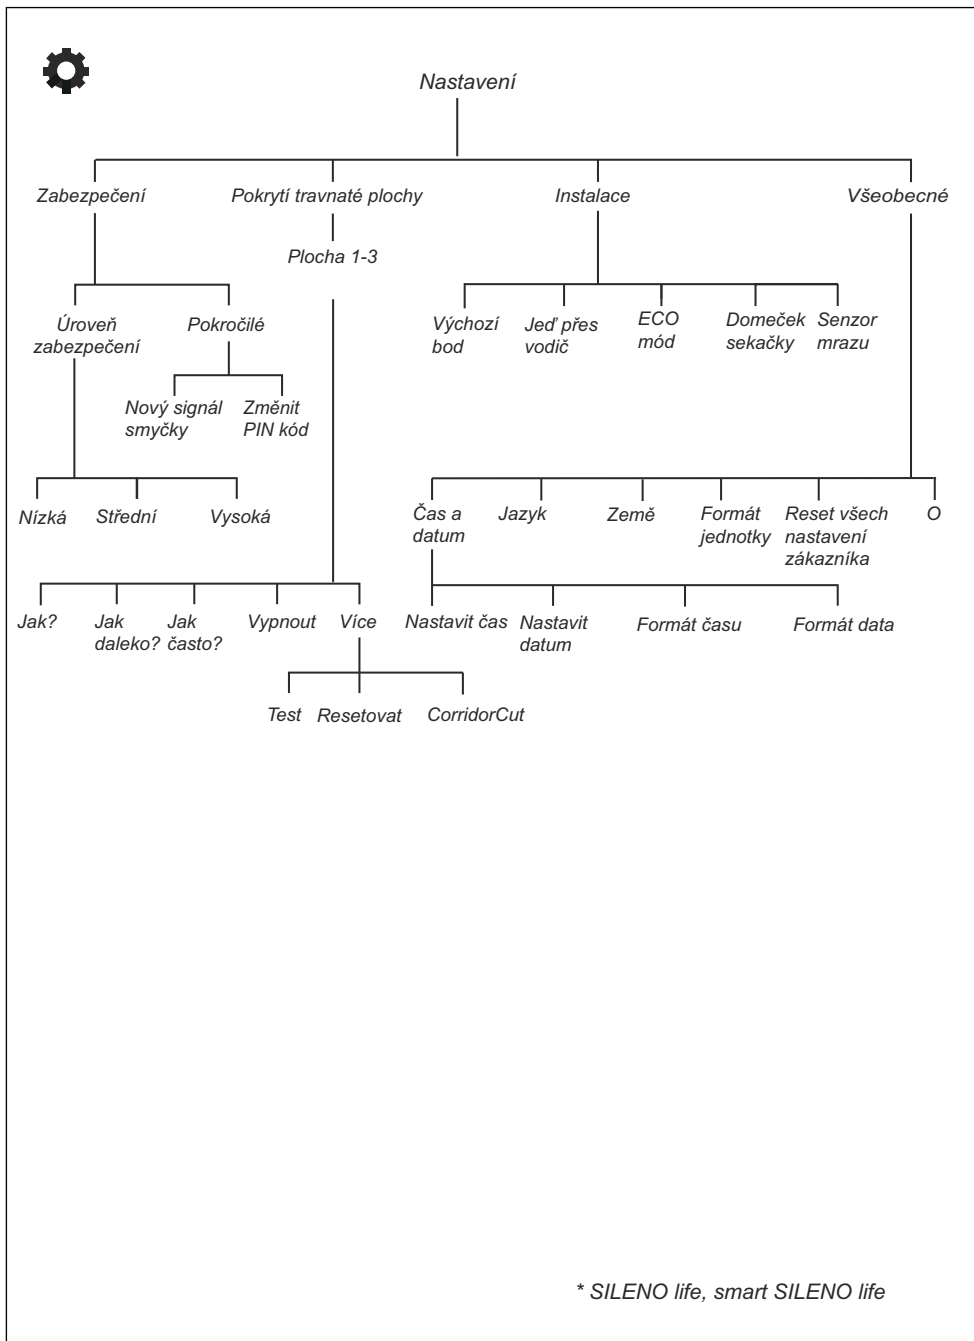 Nastavení
Zabezpečení
Pokrytí travnaté plochy
Instalace
Všeobecné
Plocha 1-3
Úroveň
zabezpečení
Pokročilé
Výchozí
bod
Jeď přes
vodič
ECO
mód
Domeček
sekačky
Senzor
mrazu
Nový signál
smyčky
Změnit
PIN kód
Nízká
Střední
Vysoká
Čas a
datum
Jazyk
Země
Formát
jednotky
Reset všech
nastavení
zákazníka
O
Jak?
Jak
daleko?
Jak
často?
Vypnout
Více
Nastavit čas
Nastavit
datum
Formát času
Formát data
Test
Resetovat
CorridorCut
* SILENO life, smart SILENO life